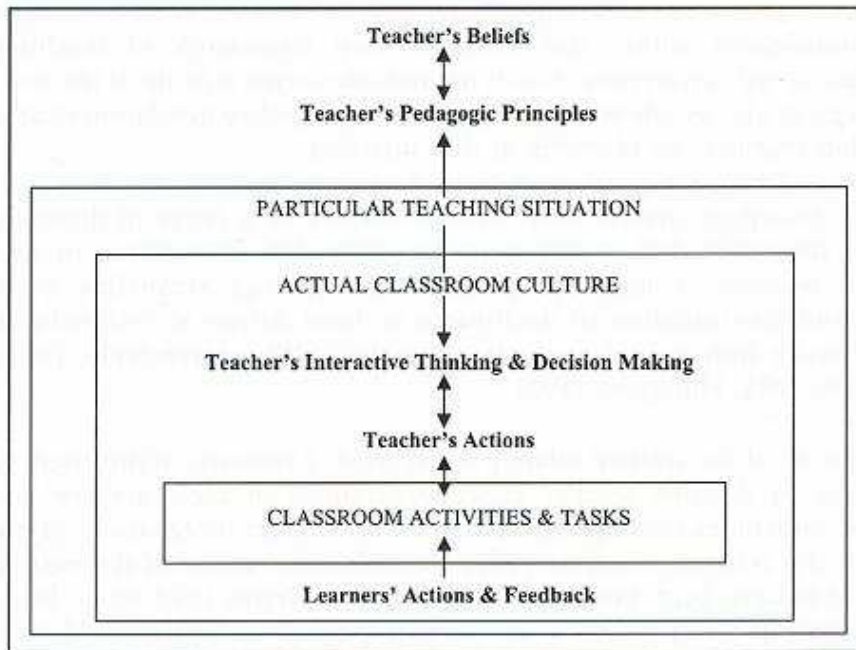 Teacher's Beliefs
Teacher's Pedagogic Principles
PARTICULAR TEACHING SITUATION
ACTUAL CLASSROOM CULTURE
Teacher's Interactive Thinking & Decision Making
Teacher's Actions
CLASSROOM ACTIVITIES & TASKS
Learners' Actions & Feedback